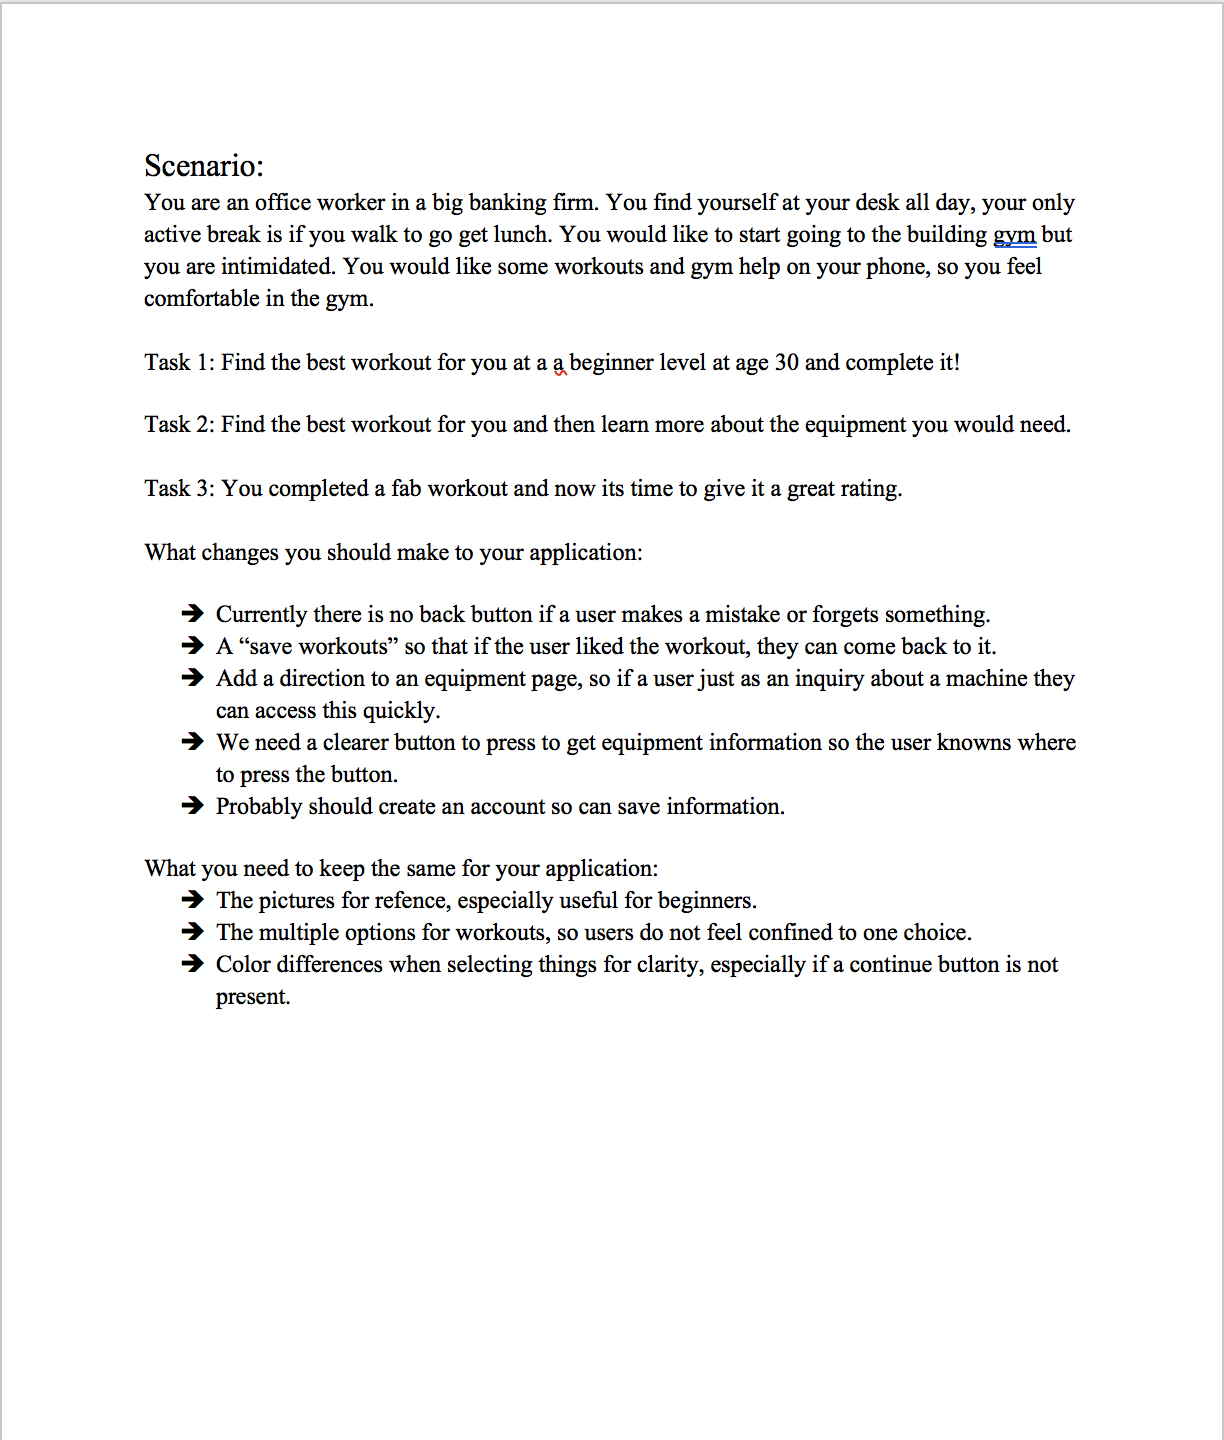 Scenario:
You are an office worker in a big banking firm. You find yourself at your desk all day, your only
active break is if you walk to go get lunch. You would like to start going to the building gym but
you are intimidated. You would like some workouts and gym help on your phone, so you feel
comfortable in the gym.
Task 1: Find the best workout for you at a a beginner level at age 30 and complete it!
Task 2: Find the best workout for you and then learn more about the equipment you would need.
Task 3: You completed a fab workout and now its time to give it a great rating.
What changes you should make to your application:
➔ Currently there is no back button if a user makes a mistake or forgets something.
➔ A “save workouts” so that if the user liked the workout, they can come back to it.
➔ Add a direction to an equipment page, so if a user just as an inquiry about a machine they
can access this quickly.
➔ We need a clearer button to press to get equipment information so the user knowns where
to press the button.
➔ Probably should create an account so can save information.
What you need to keep the same for your application:
➔ The pictures for refence, especially useful for beginners.
➔ The multiple options for workouts, so users do not feel confined to one choice.
➔ Color differences when selecting things for clarity, especially if a continue button is not
present.